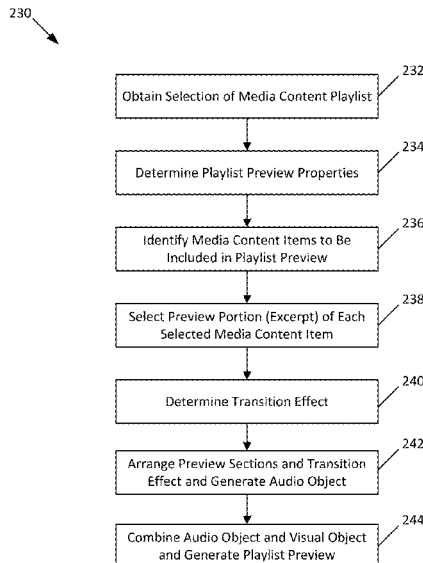 230
232
Obtain Selection of Media Content Playlist
234
Determine Playlist Preview Properties
236
Identify Media Content Items to Be
Included in Playlist Preview
238
Select Preview Portion (Excerpt) of Each
Selected Media Content Item
240
Determine Transition Effect
242
Arrange Preview Sections and Transition
Effect and Generate Audio Object
244
Combine Audio Object and Visual Object
and Generate Playlist Preview